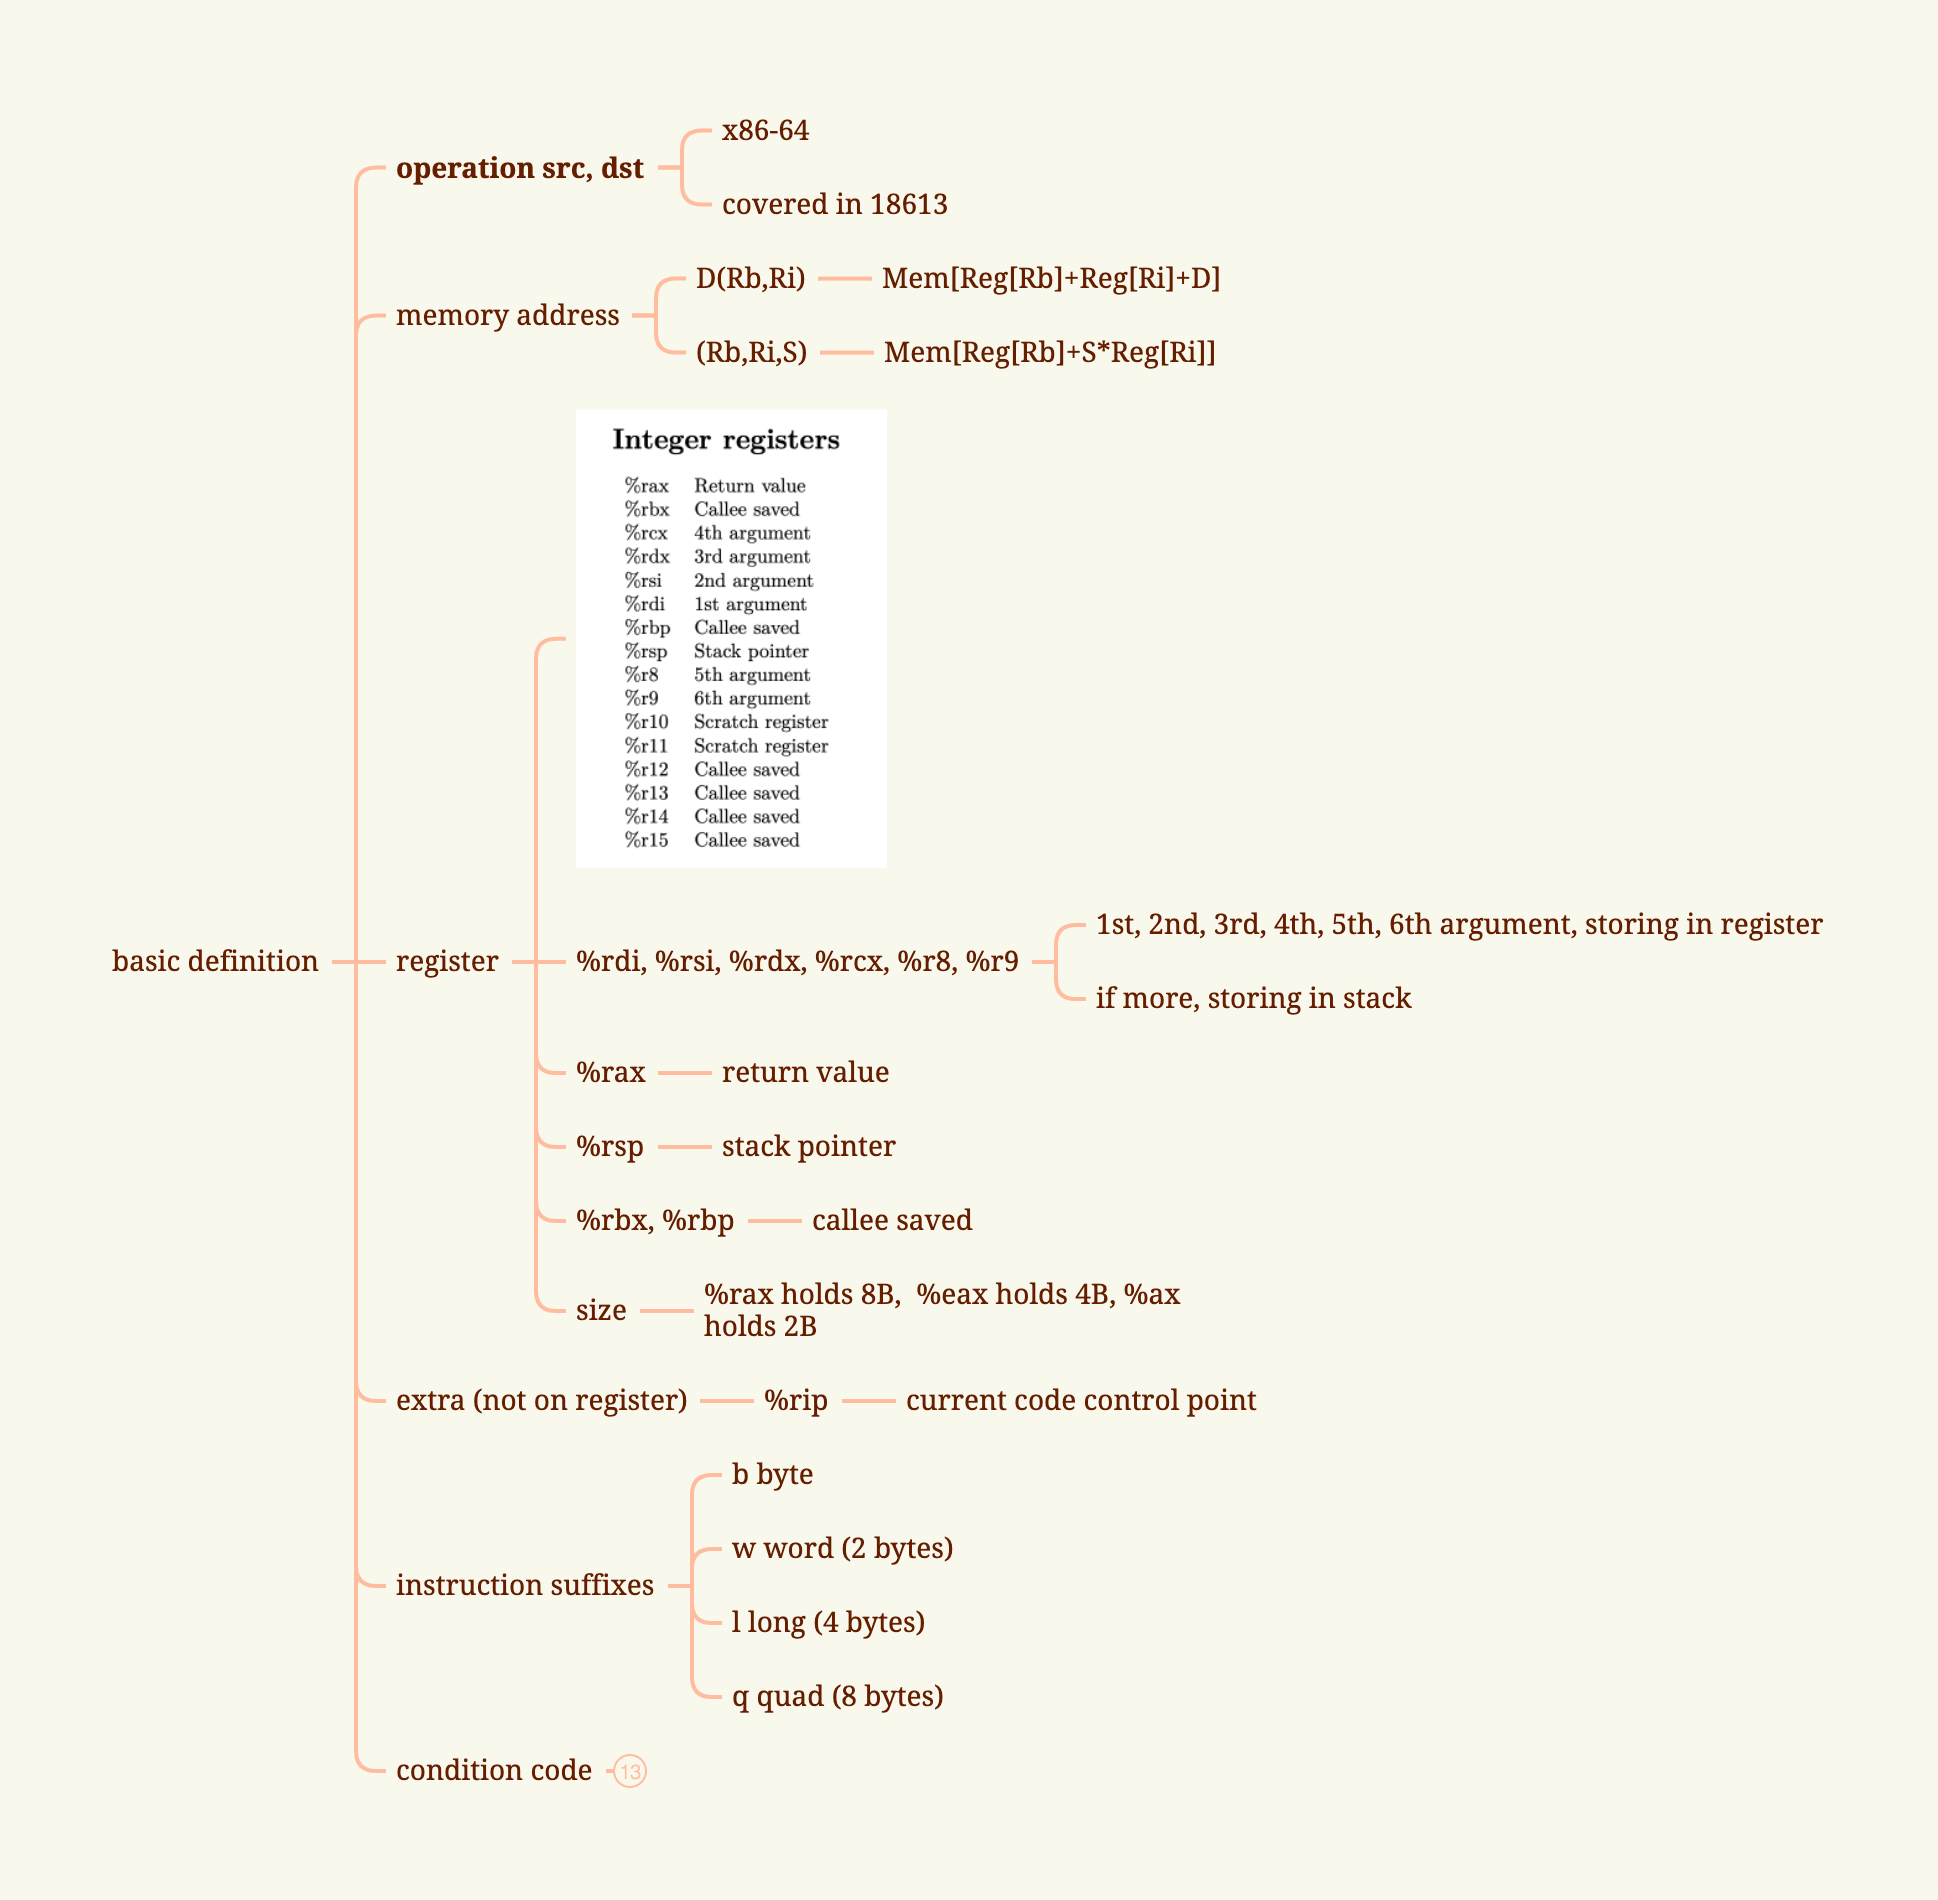 x86-64
operation src, dst
covered in 18613
D(Rb,Ri) Mem[Reg[Rb]+Reg[Ri]+D]
memory address
(Rb,Ri,S) Mem[Reg[Rb]+S*Reg[Ri]]
Integer registers
%rax Return value
%rbx Callee saved
%rcx 4th argument
%rdx 3rd argument
%rsi 2nd argument
%rdi 1st argument
%rbp Callee saved
%rsp Stack pointer
%r8 5th argument
%r9 6th argument
%r10 Scratch register
%r11 Scratch register
%r12 Callee saved
%r13 Callee saved
%r14 Callee saved
%r15 Callee saved
1st, 2nd, 3rd, 4th, 5th, 6th argument, storing in register
basic definition register %rdi, %rsi, %rdx, %rcx, %r8, %r9
if more, storing in stack
%rax return value
%rsp stack pointer
%rbx, %rbp callee saved
%rax holds 8B, %eax holds 4B, %ax
size
holds 2B
extra (not on register) %rip current code control point
b byte
w word (2 bytes)
instruction suffixes
l long (4 bytes)
q quad (8 bytes)
condition code 13